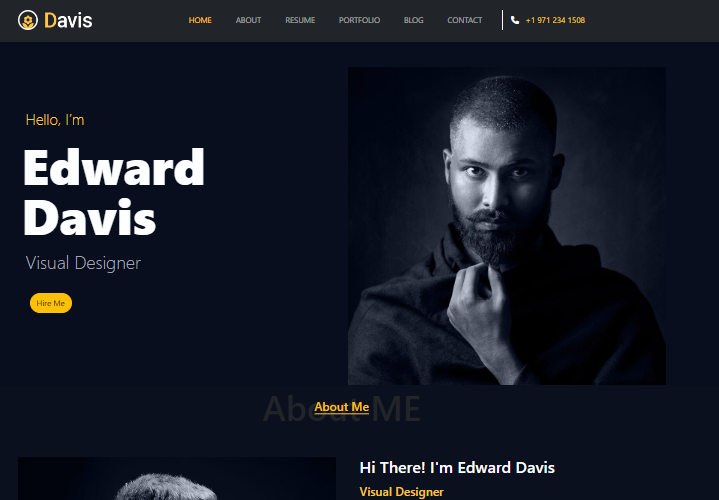 Davis
HOME ABOUT RESUME PORTFOLIO BLOG CONTACT +1 971 234 1508
Hello, I'm
Edward
Davis
Visual Designer
Hire Me
About ME
About Me
Hi There! I'm Edward Davis
Visual Designer